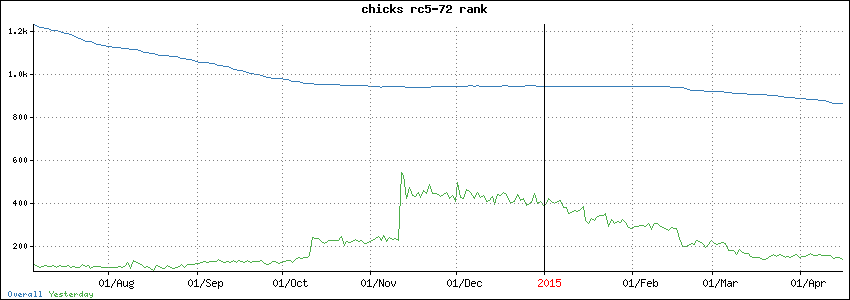 chicks rc5-72 rank
1.2k
1.0k
800
600
400
200
01/Aug 01/Sep 01/Oct 01/Nov 01/Dec 2015 01/Feb 01/Mar 01/Apr
Overall Yesterday